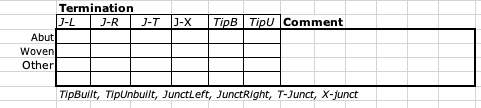 Termination
J-L J-R J-T J-X TipB TipU Comment
Abut
Woven
Other
TipBuilt, TipUnbuilt, JunctLeft, JunctRight, T-Junct, X-junct